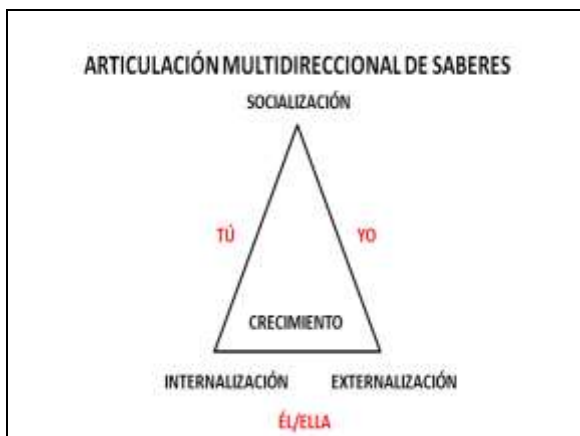 ARTICULACIÓN MULTIDIRECCIONAL DE SABERES
SOCIALIZACIÓN
TÚ YO
CRECIMIENTO
INTERNALIZACIÓN EXTERNALIZACIÓN
ÉL/ELLA